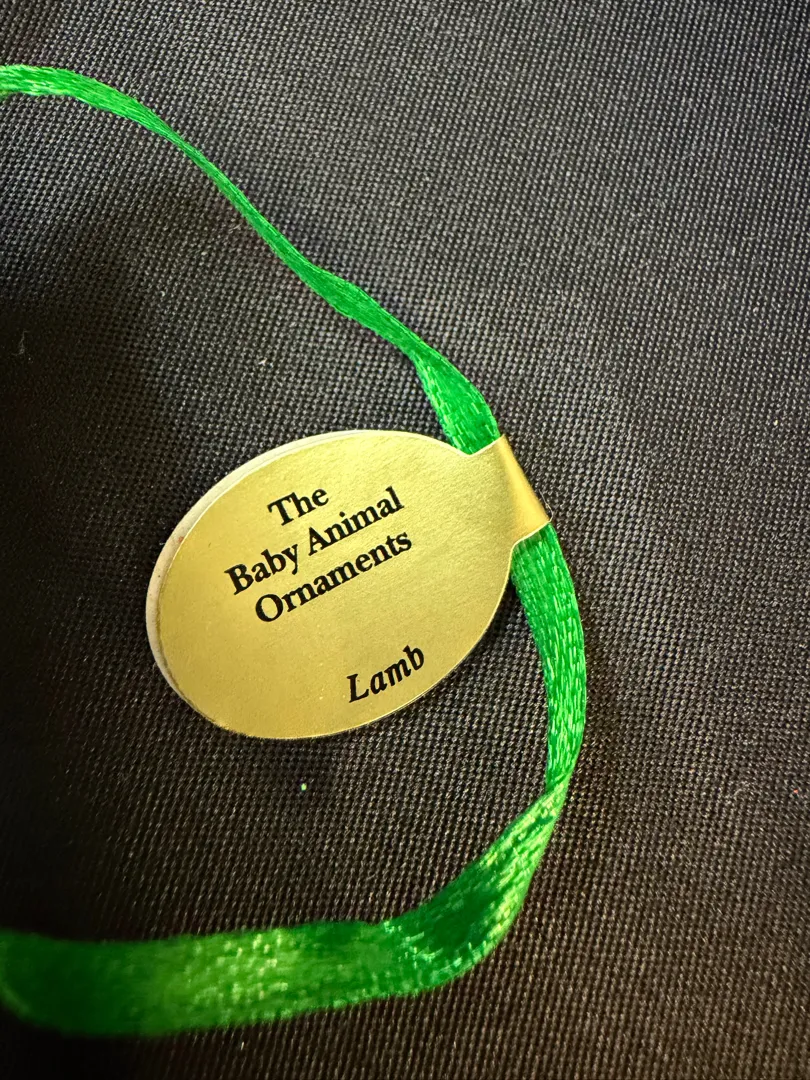 The
Baby Animal
Ornaments
Lamb